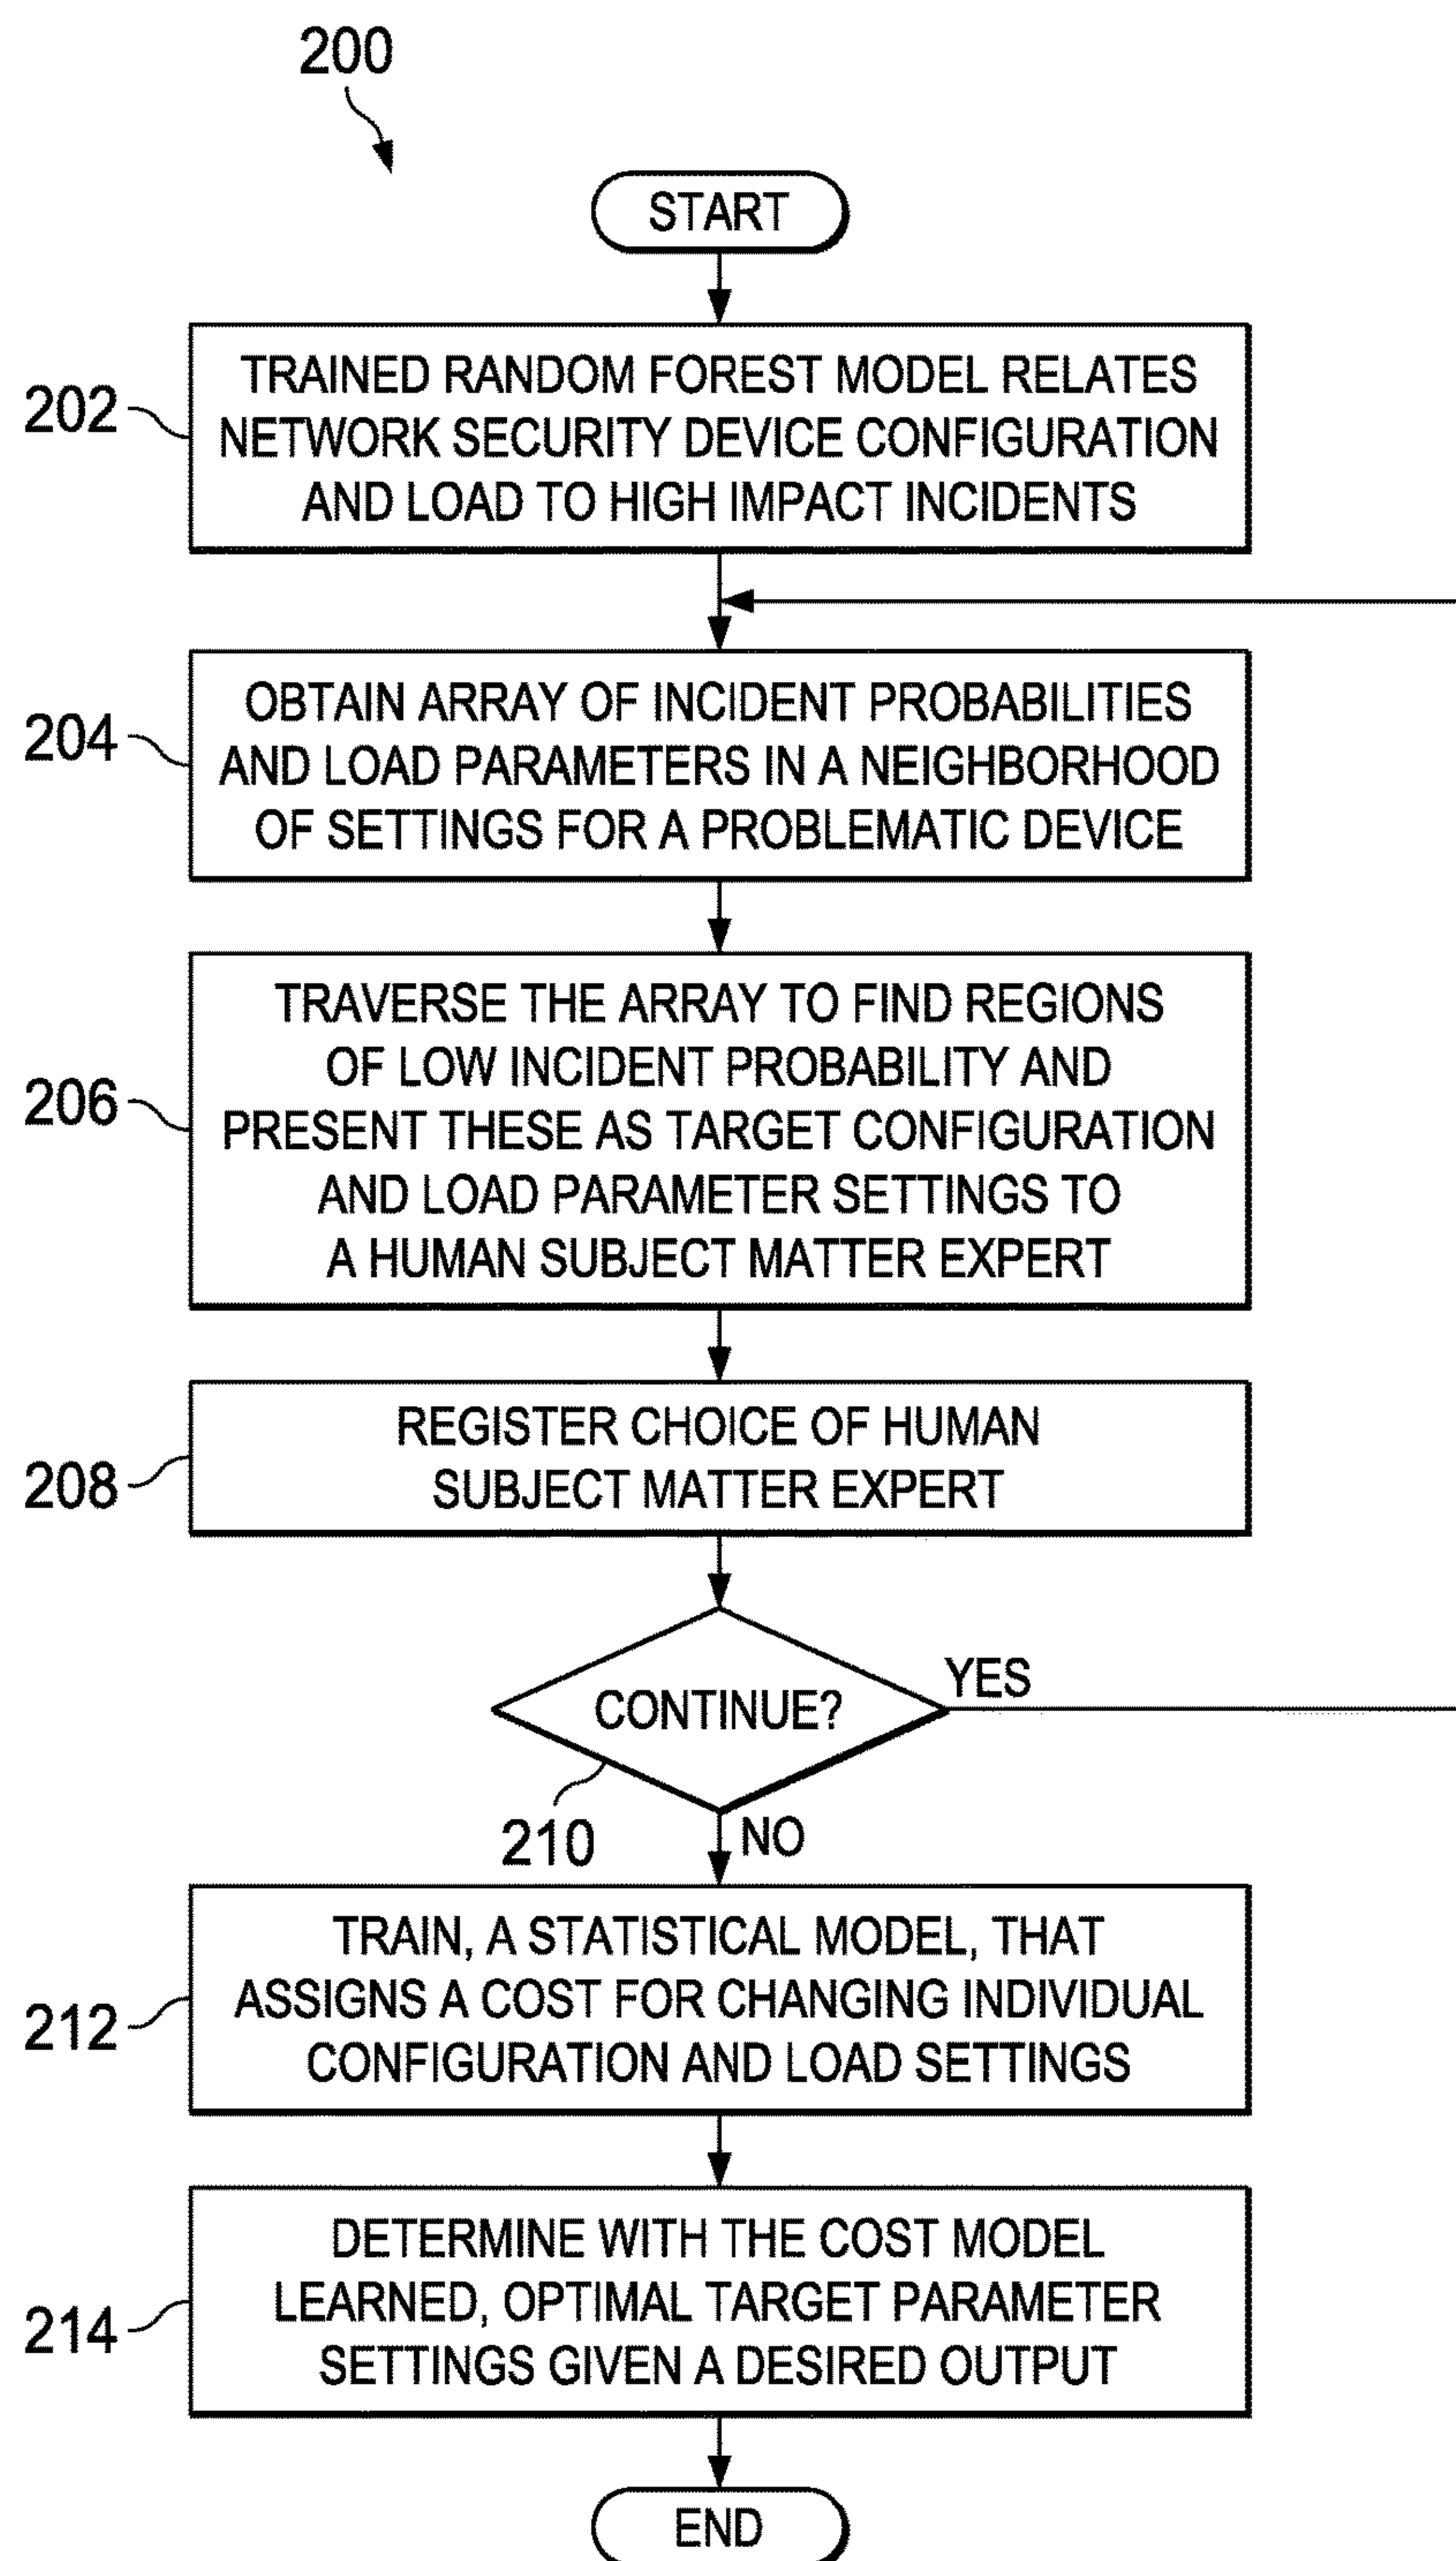 200
START
202
TRAINED RANDOM FOREST MODEL RELATES
NETWORK SECURITY DEVICE CONFIGURATION
AND LOAD TO HIGH IMPACT INCIDENTS
204
OBTAIN ARRAY OF INCIDENT PROBABILITIES
AND LOAD PARAMETERS IN A NEIGHBORHOOD
OF SETTINGS FOR A PROBLEMATIC DEVICE
206
TRAVERSE THE ARRAY TO FIND REGIONS
OF LOW INCIDENT PROBABILITY AND
PRESENT THESE AS TARGET CONFIGURATION
AND LOAD PARAMETER SETTINGS TO
A HUMAN SUBJECT MATTER EXPERT
208
REGISTER CHOICE OF HUMAN
SUBJECT MATTER EXPERT
CONTINUE?
YES
210
NO
212
TRAIN, A STATISTICAL MODEL, THAT
ASSIGNS A COST FOR CHANGING INDIVIDUAL
CONFIGURATION AND LOAD SETTINGS
214
DETERMINE WITH THE COST MODEL
LEARNED, OPTIMAL TARGET PARAMETER
SETTINGS GIVEN A DESIRED OUTPUT
END